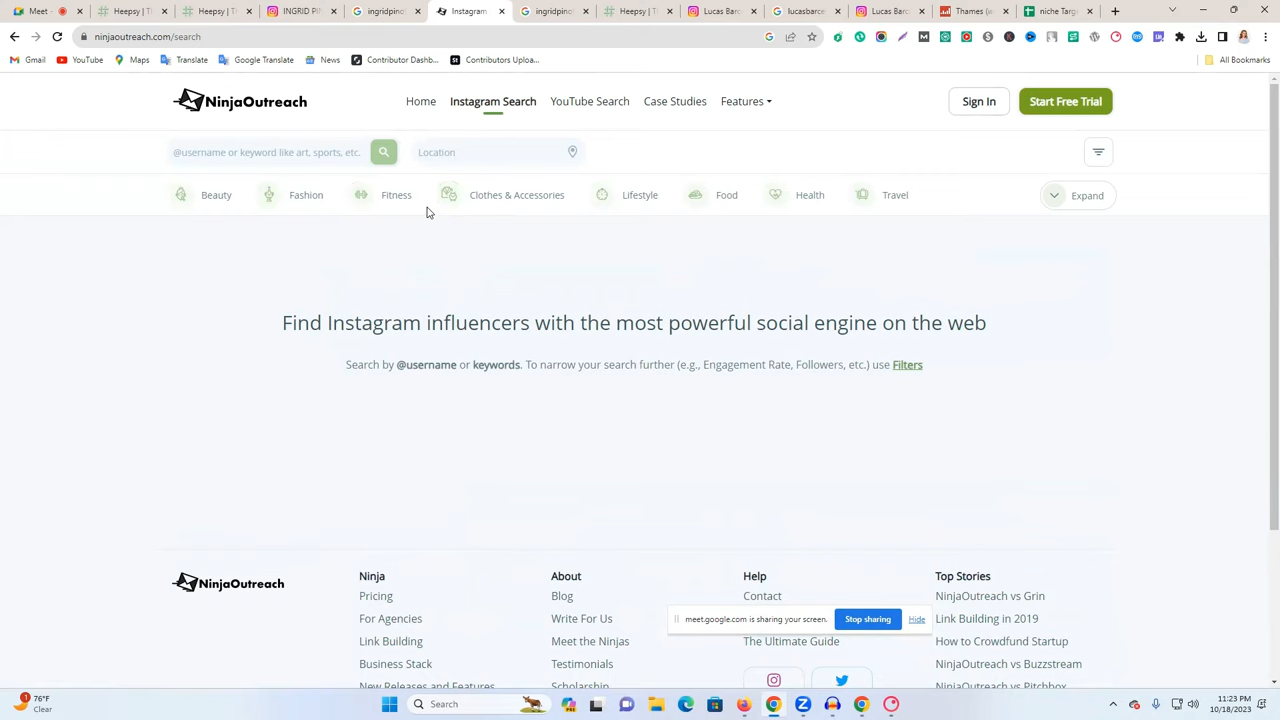 Meet –
Heepsy | T
Heepsy | T
INGRID PI
ingridpino
Instagram
ingridpino
Heepsy | T
Lucas Baro
lucasbarce
Lucas Baro
Thames (e
niche Targ
ninjaoutreach.com/search
Gmail
YouTube
Maps
Translate
Google Translate
News
Contributor Dashb...
Contributors Uploa...
All Bookmarks
NinjaOutreach
Home
Instagram Search
YouTube Search
Case Studies
Features
Sign In
Start Free Trial
@username or keyword like art, sports, etc.
Location
Beauty
Fashion
Fitness
Clothes & Accessories
Lifestyle
Food
Health
Travel
Expand
Find Instagram influencers with the most powerful social engine on the web
Search by @username or keywords. To narrow your search further (e.g., Engagement Rate, Followers, etc.) use Filters
NinjaOutreach
Ninja
About
Help
Top Stories
Pricing
Blog
Contact
NinjaOutreach vs Grin
For Agencies
Write For Us
meet.google.com is sharing your screen.
Stop sharing
Hide
Link Building in 2019
Link Building
Meet the Ninjas
The Ultimate Guide
How to Crowdfund Startup
Business Stack
Testimonials
NinjaOutreach vs Buzzstream
New Releases and Features
Scholarship
NinjaOutreach vs Pitchbox
1
76°F
Clear
Search
11:23 PM
10/18/2023